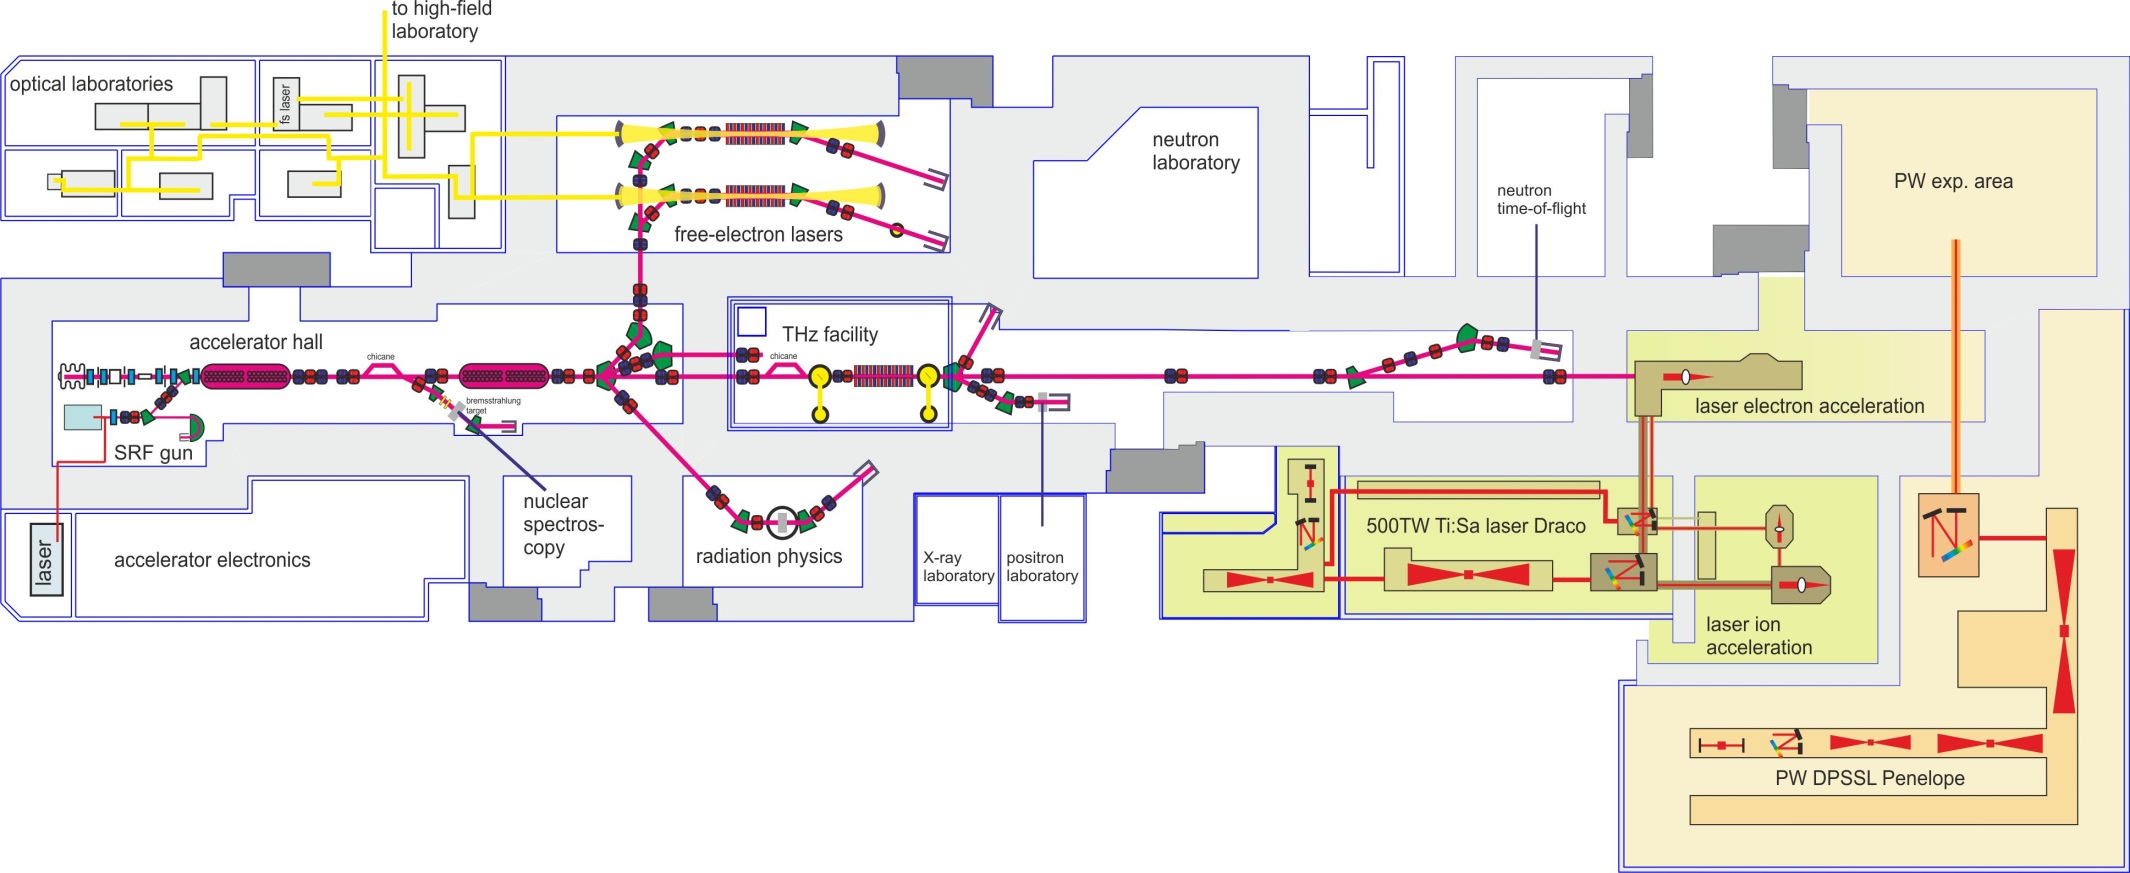 to high-field
laboratory
optical laboratories
fs laser
free-electron lasers
neutron
laboratory
neutron
time-of-flight
PW exp. area
accelerator hall
chicane
bremsstrahlung
target
SRF gun
THz facility
chicane
laser electron acceleration
laser
accelerator electronics
nuclear
spectros-
copy
radiation physics
X-ray
laboratory
positron
laboratory
500TW Ti:Sa laser Draco
laser ion
acceleration
PW DPSSL Penelope